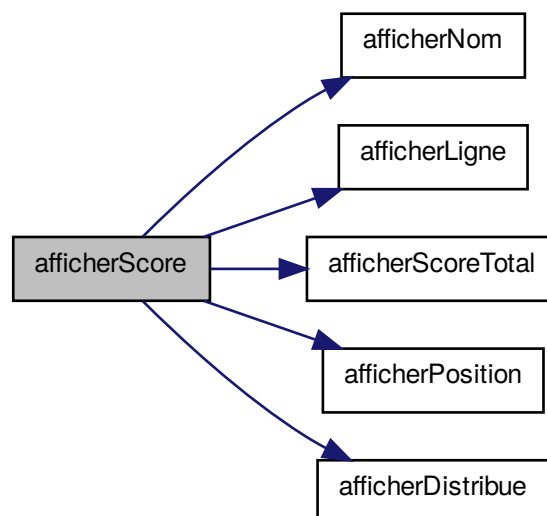 afficherNom
afficherLigne
afficherScore
afficherScoreTotal
afficherPosition
afficherDistribue